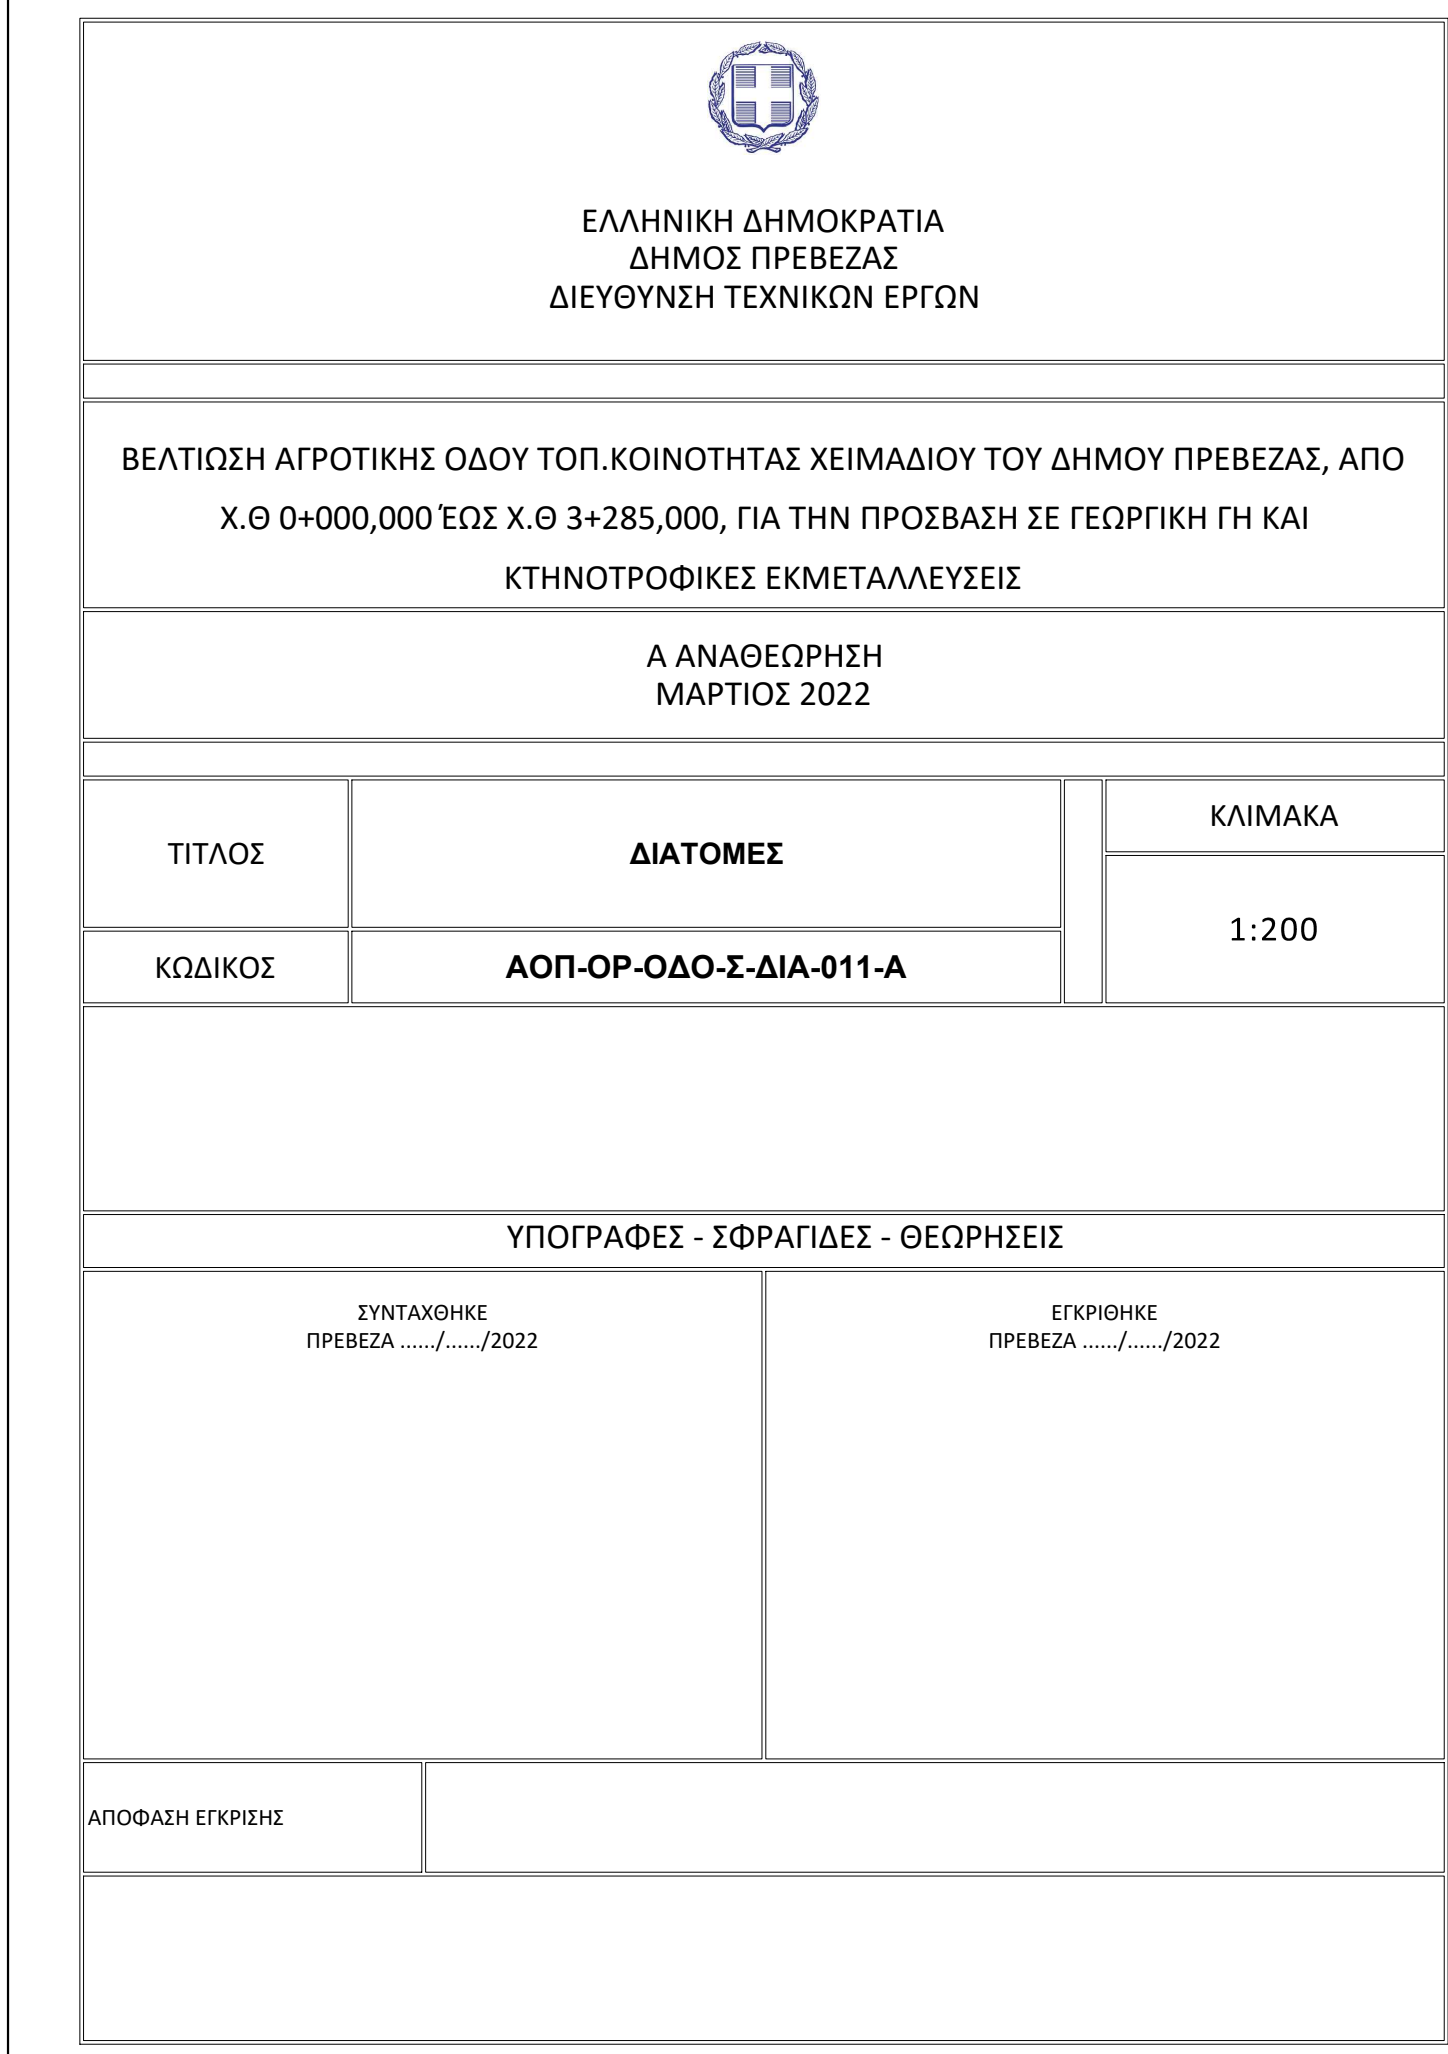 ΕΛΛΗΝΙΚΗ ΔΗΜΟΚΡΑΤΙΑ
ΔΗΜΟΣ ΠΡΕΒΕΖΑΣ
ΔΙΕΥΘΥΝΣΗ ΤΕΧΝΙΚΩΝ ΕΡΓΩΝ
ΒΕΛΤΙΩΣΗ ΑΓΡΟΤΙΚΗΣ ΟΔΟΥ ΤΟΠ.ΚΟΙΝΟΤΗΤΑΣ ΧΕΙΜΑΔΙΟΥ ΤΟΥ ΔΗΜΟΥ ΠΡΕΒΕΖΑΣ, ΑΠΟ
Χ.Θ 0+000,000 ΈΩΣ Χ.Θ 3+285,000, ΓΙΑ ΤΗΝ ΠΡΟΣΒΑΣΗ ΣΕ ΓΕΩΡΓΙΚΗ ΓΗ ΚΑΙ
ΚΤΗΝΟΤΡΟΦΙΚΕΣ ΕΚΜΕΤΑΛΛΕΥΣΕΙΣ
Α ΑΝΑΘΕΩΡΗΣΗ
ΜΑΡΤΙΟΣ 2022
ΤΙΤΛΟΣ
ΔΙΑΤΟΜΕΣ
ΚΛΙΜΑΚΑ
1:200
ΚΩΔΙΚΟΣ
ΑΟΠ-ΟΡ-ΟΔΟ-Σ-ΔΙΑ-011-Α
ΥΠΟΓΡΑΦΕΣ - ΣΦΡΑΓΙΔΕΣ - ΘΕΩΡΗΣΕΙΣ
ΣΥΝΤΑΧΘΗΚΕ
ΠΡΕΒΕΖΑ ....../....../2022
ΕΓΚΡΙΘΗΚΕ
ΠΡΕΒΕΖΑ ....../....../2022
ΑΠΟΦΑΣΗ ΕΓΚΡΙΣΗΣ